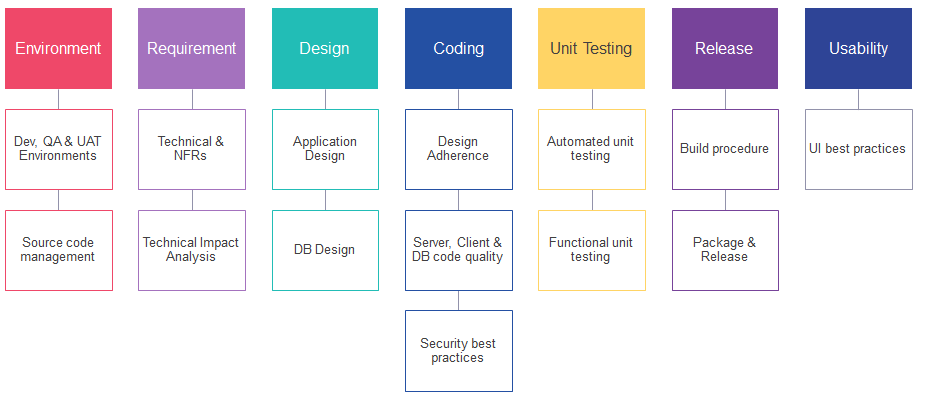 Environment
Requirement
Design
Coding
Unit Testing
Release
Usability
Dev, QA & UAT
Environments
Technical &
NFRs
Application
Design
Design
Adherence
Automated unit
testing
Build procedure
UI best practices
Source code
management
Technical Impact
Analysis
DB Design
Server, Client &
DB code quality
Functional unit
testing
Package &
Release
Security best
practices